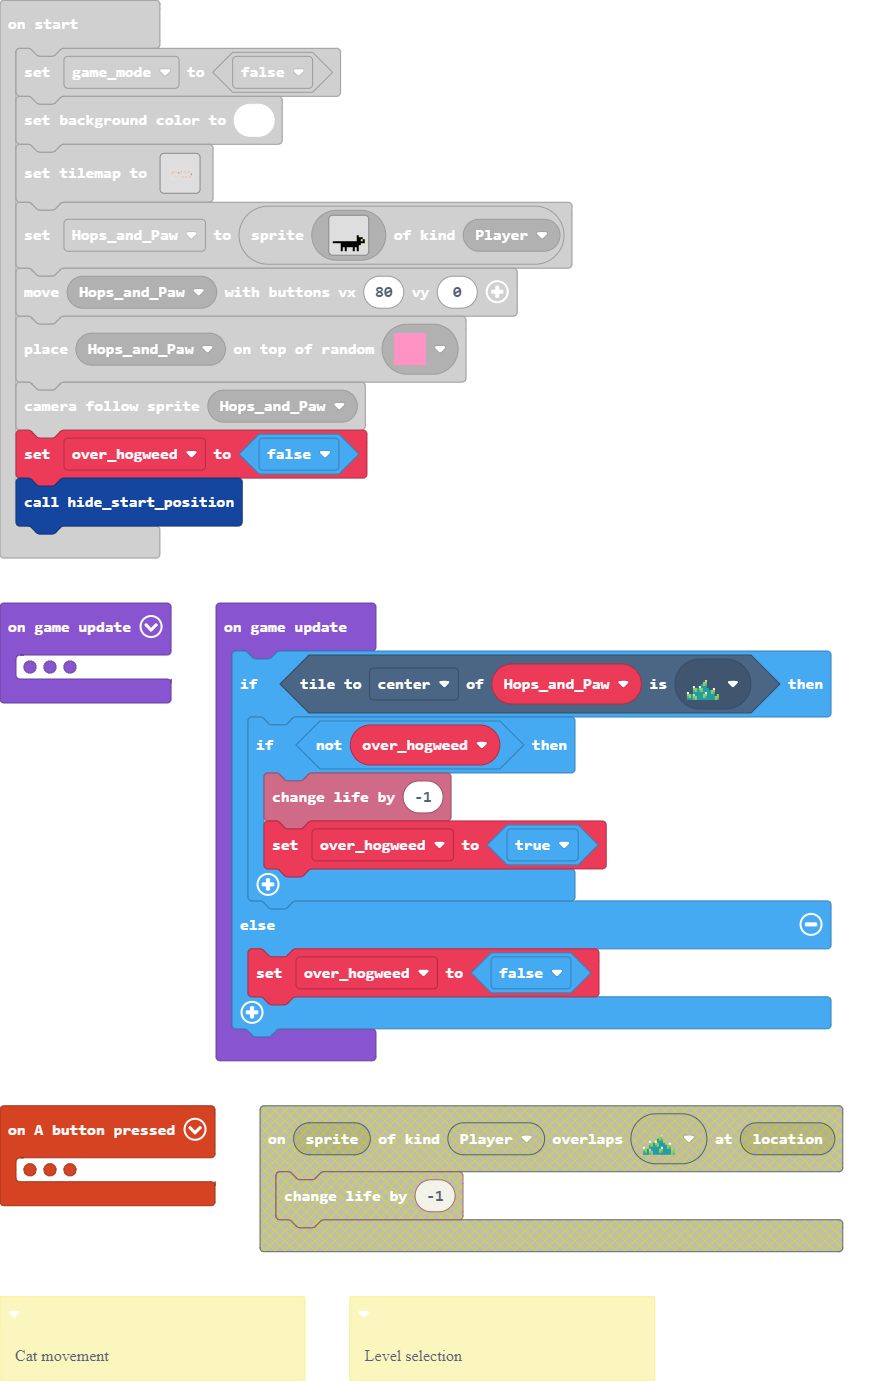 on start
set game_mode to false
set background color to
set tilemap to
set Hops_and_Paw to sprite of kind Player
move Hops_and_Paw with buttons vx 80 vy 0
place Hops_and_Paw on top of random
camera follow sprite Hops_and_Paw
set over_hogweed to false
call hide_start_position
on game update
on game update
if tile to center of Hops_and_Paw is then
if not over_hogweed then
change life by -1
set over_hogweed to true
else
set over_hogweed to false
on A button pressed
on sprite of kind Player overlaps at location
change life by -1
Cat movement
Level selection